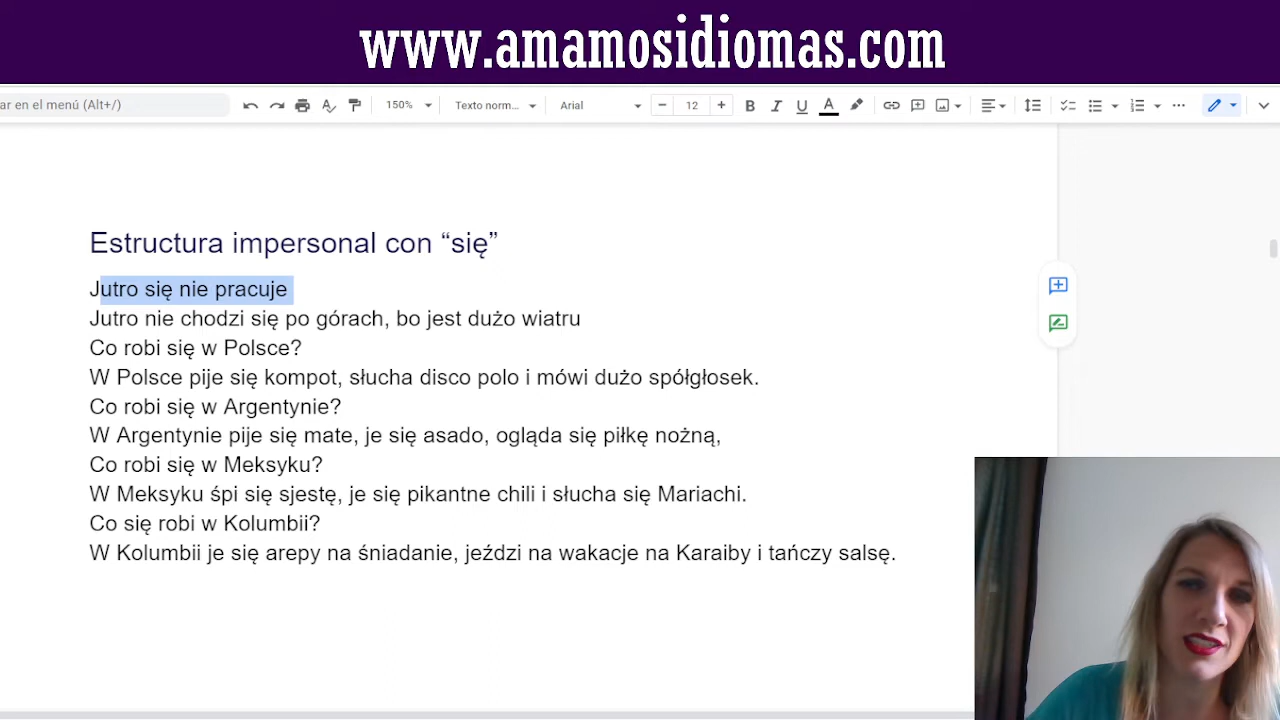 www.amamosidiomas.com
ar en el menú (Alt+/)
150%
Texto norm...
Arial
12
B I U A
Estructura impersonal con “się”
Jutro się nie pracuje
Jutro nie chodzi się po górach, bo jest dużo wiatru
Co robi się w Polsce?
W Polsce pije się kompot, słucha disco polo i mówi dużo spółgłosek.
Co robi się w Argentynie?
W Argentynie pije się mate, je się asado, ogląda się piłkę nożną,
Co robi się w Meksyku?
W Meksyku śpi się sjestę, je się pikantne chili i słucha się Mariachi.
Co się robi w Kolumbii?
W Kolumbii je się arepy na śniadanie, jeździ na wakacje na Karaiby i tańczy salsę.